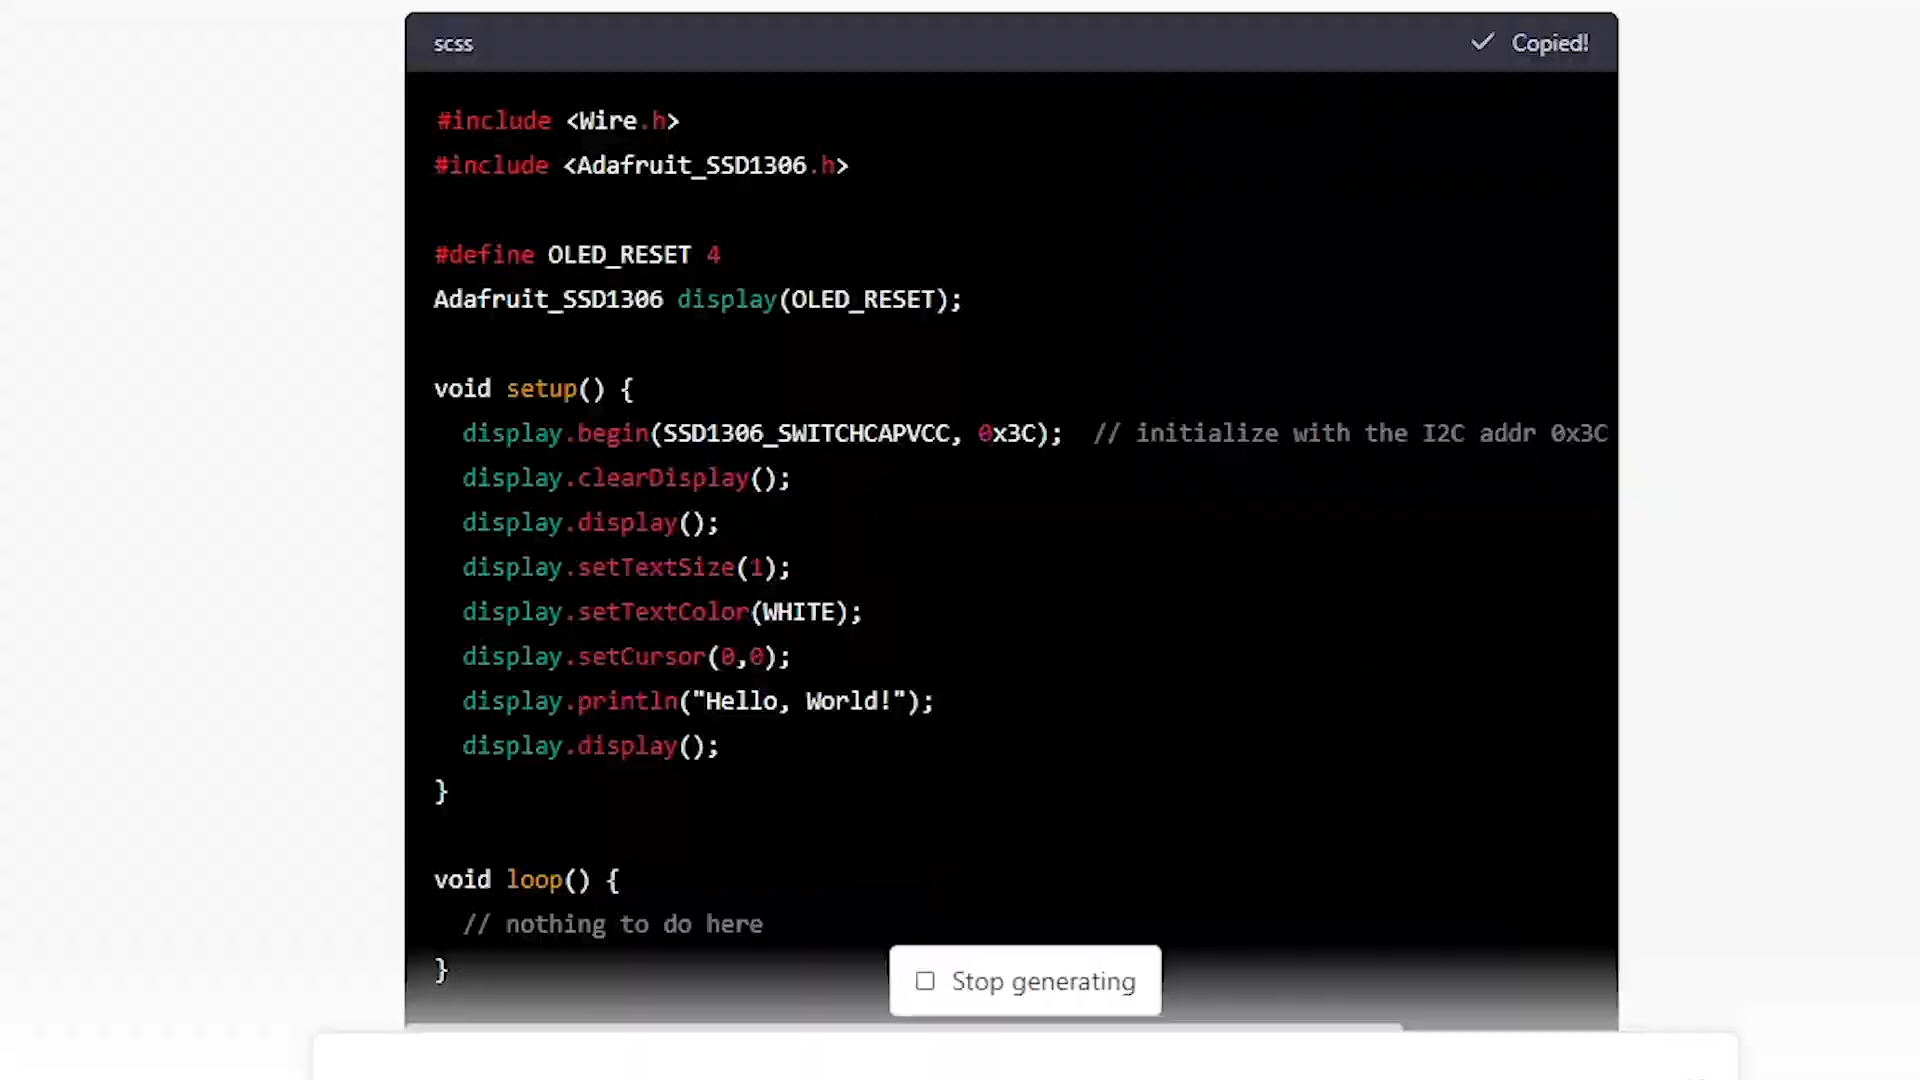 scss
Copied!
#include <Wire.h>
#include <Adafruit_SSD1306.h>
#define OLED_RESET 4
Adafruit_SSD1306 display(OLED_RESET);
void setup() {
display.begin(SSD1306_SWITCHCAPVCC, 0x3C);  // initialize with the I2C addr 0x3C
display.clearDisplay();
display.display();
display.setTextSize(1);
display.setTextColor(WHITE);
display.setCursor(0,0);
display.println("Hello, World!");
display.display();
}
void loop() {
// nothing to do here
}
Stop generating